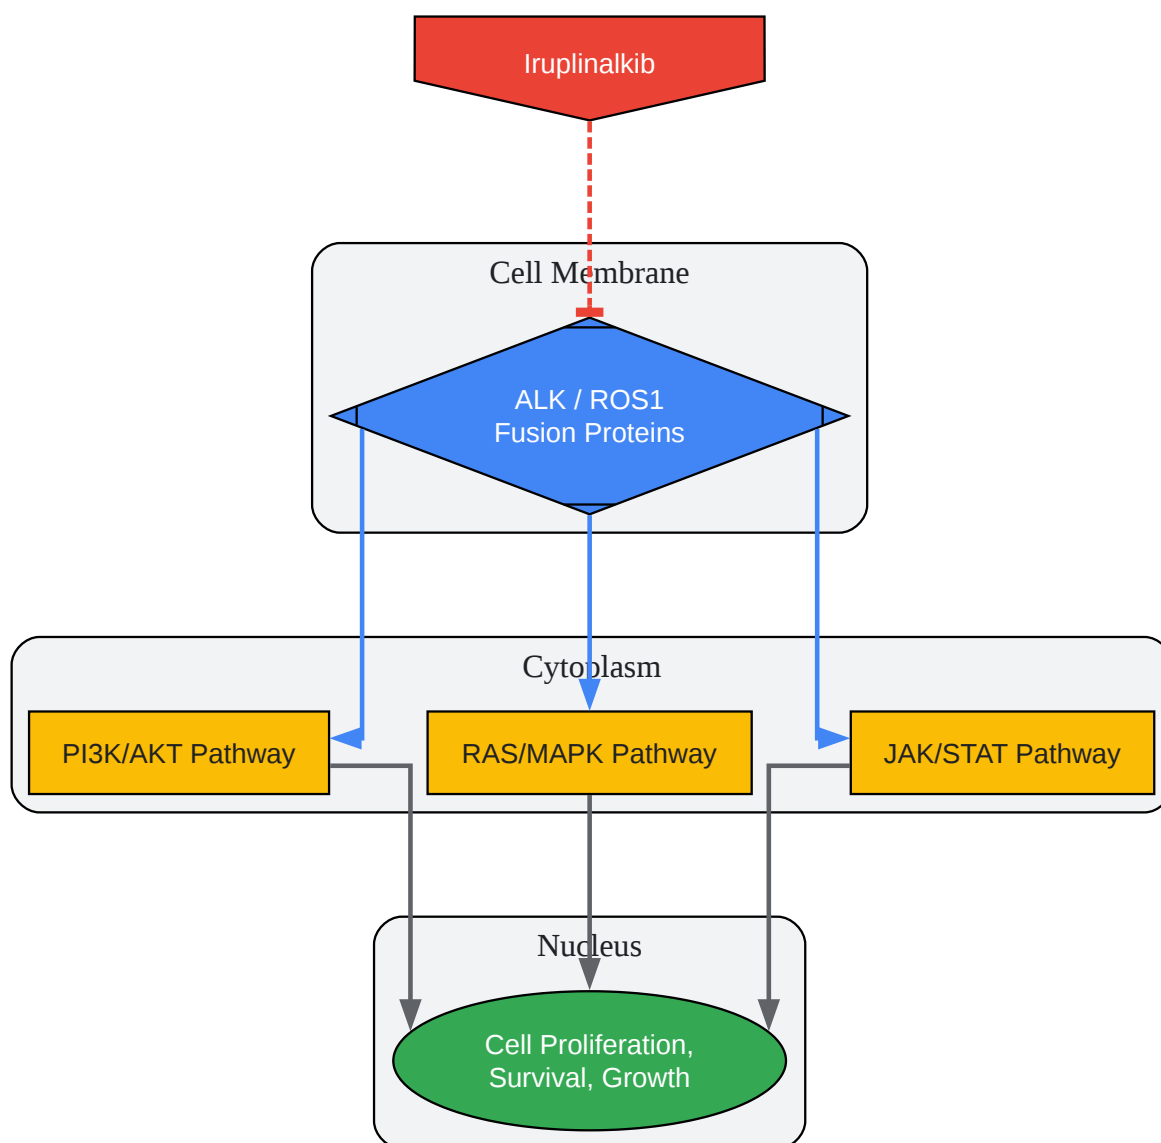 Iruplinalkib
Cell Membrane
ALK / ROS1
Fusion Proteins
Cytoplasm
PI3K/AKT Pathway
RAS/MAPK Pathway
JAK/STAT Pathway
Nucleus
Cell Proliferation,
Survival, Growth